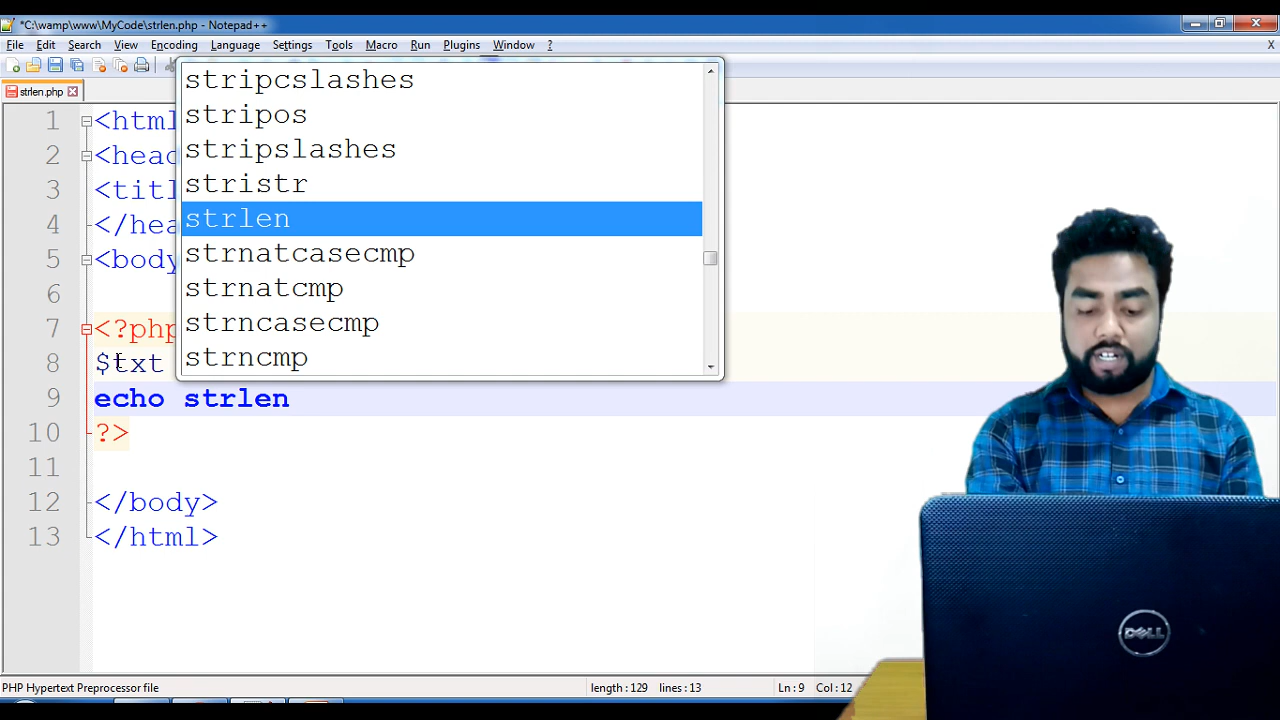 *C:\wamp\www\MyCode\strlen.php - Notepad++
File Edit Search View Encoding Language Settings Tools Macro Run Plugins Window ? X
strlen.php
stripcslashes
stripos
stripslashes
stristr
strlen
strnatcasecmp
strnatcmp
strncasecmp
strncmp
1 <html
2 <head
3 <titl
4 </hea
5 <body
6
7 <?php
8 $txt
9 echo strlen
10 ?>
11
12 </body>
13 </html>
DELL
PHP Hypertext Preprocessor file length : 129 lines : 13 Ln : 9 Col : 12